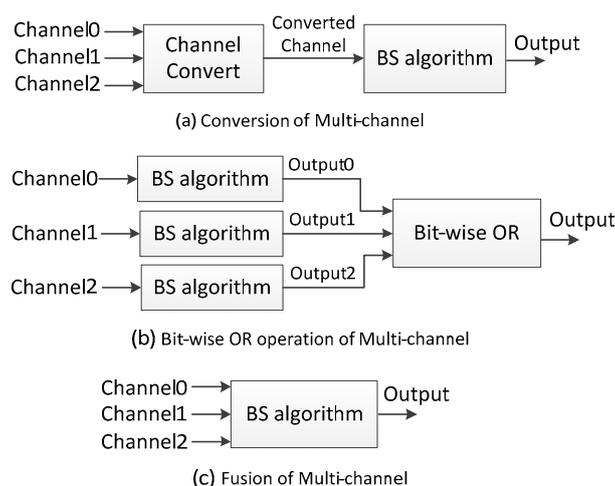 Channel0
Channel1
Channel2
Channel
Convert
Converted
Channel
BS algorithm
Output
(a) Conversion of Multi-channel
Channel0
BS algorithm
Output0
Channel1
BS algorithm
Output1
Channel2
BS algorithm
Output2
Bit-wise OR
Output
(b) Bit-wise OR operation of Multi-channel
Channel0
Channel1
Channel2
BS algorithm
Output
(c) Fusion of Multi-channel